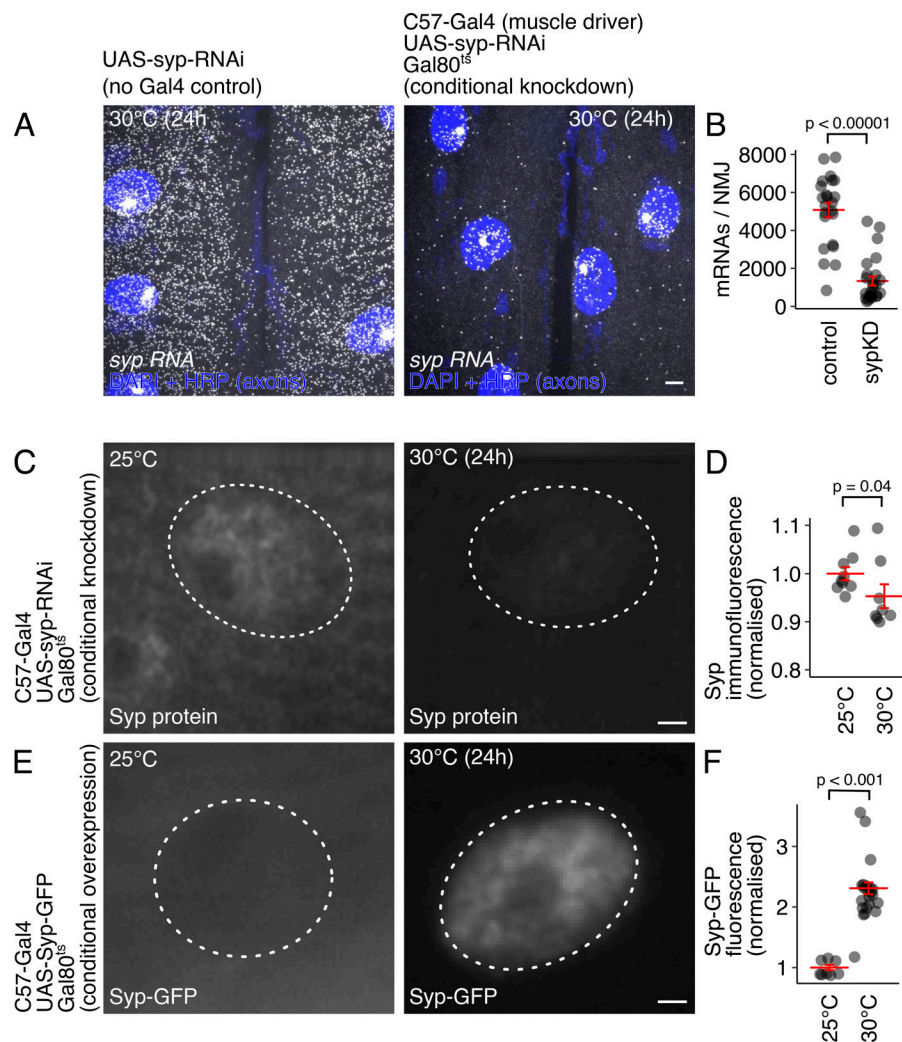 UAS-syp-RNAi
(no Gal4 control)
C57-Gal4 (muscle driver)
UAS-syp-RNAi
Gal80ts
(conditional knockdown)
A
30°C (24h )
syp RNA
DAPI + HRP (axons)
30°C (24h)
syp RNA
DAPI + HRP (axons)
B
p < 0.00001
mRNAs / NMJ
8000
6000
4000
2000
0
control
sypKD
C
C57-Gal4
UAS-syp-RNAi
Gal80ts
(conditional knockdown)
25°C
Syp protein
30°C (24h)
Syp protein
D
p = 0.04
Syp
immunofluorescence
(normalised)
1.1
1.0
0.9
0.8
25°C
30°C
E
C57-Gal4
UAS-Syp-GFP
Gal80ts
(conditional overexpression)
25°C
Syp-GFP
30°C (24h)
Syp-GFP
F
p < 0.001
Syp-GFP
fluorescence
(normalised)
3
2
1
25°C
30°C